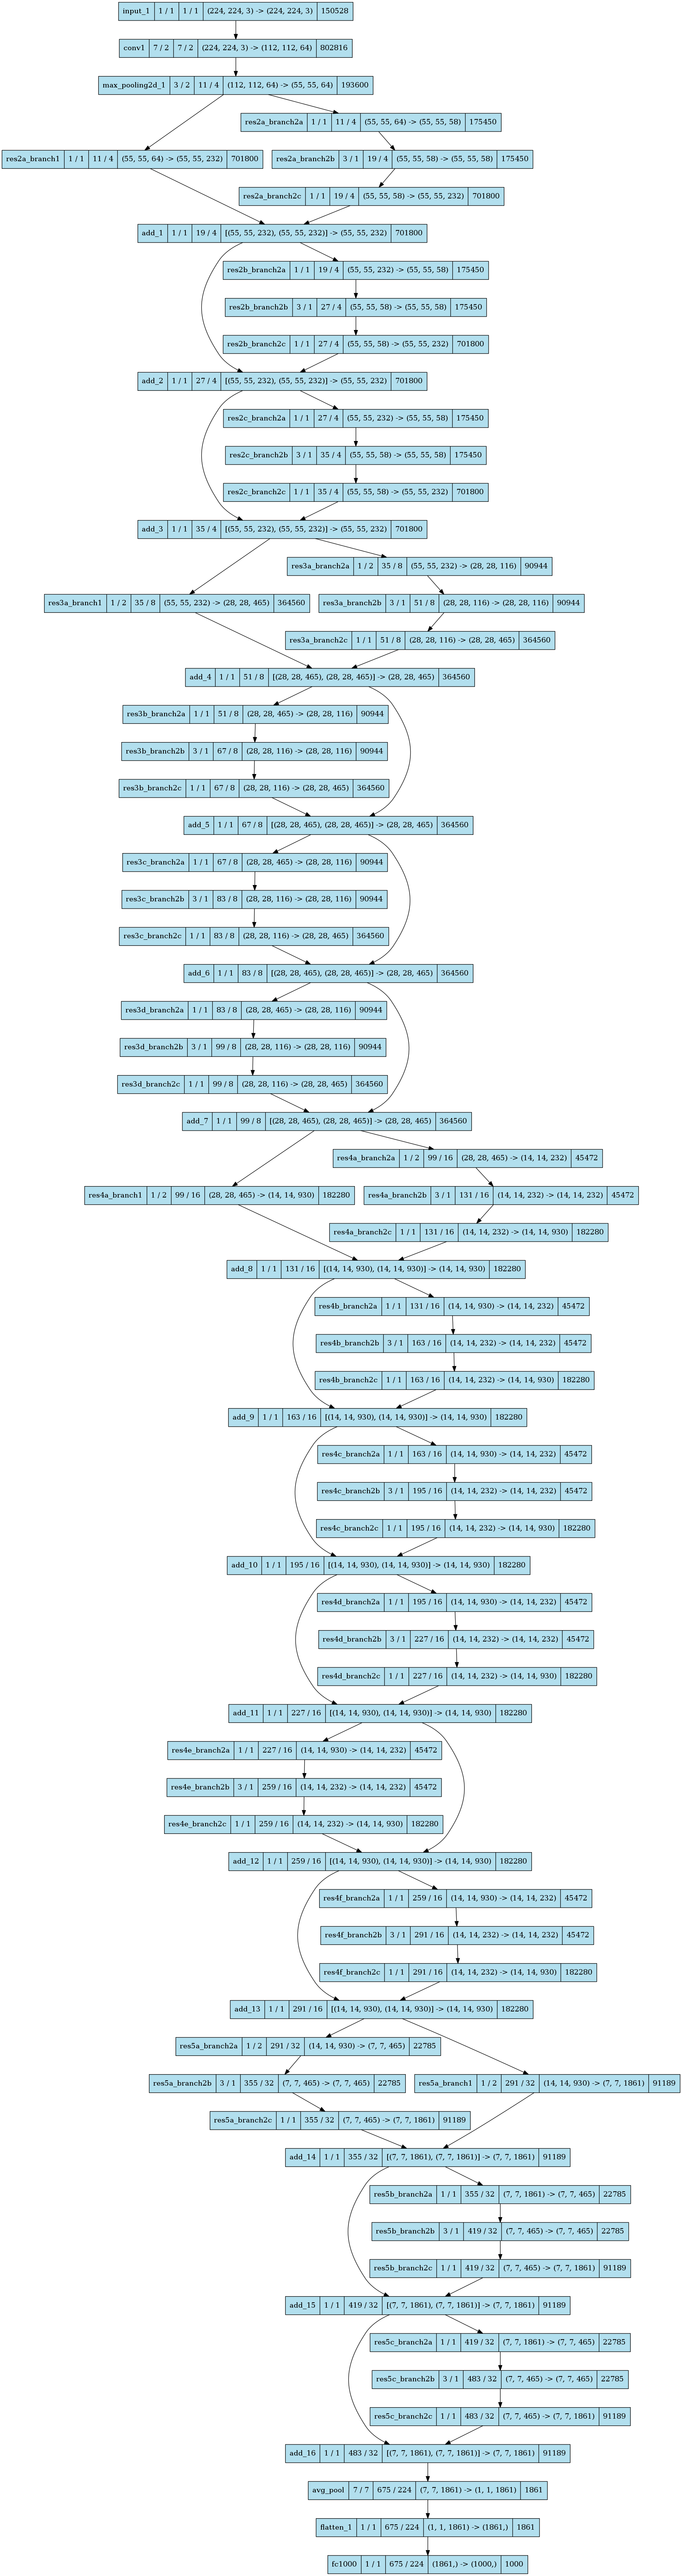 input_1 1 / 1 1 / 1 (224, 224, 3) -> (224, 224, 3) 150528
conv1 7 / 2 7 / 2 (224, 224, 3) -> (112, 112, 64) 802816
max_pooling2d_1 3 / 2 11 / 4 (112, 112, 64) -> (55, 55, 64) 193600
res2a_branch2a 1 / 1 11 / 4 (55, 55, 64) -> (55, 55, 58) 175450
res2a_branch1 1 / 1 11 / 4 (55, 55, 64) -> (55, 55, 232) 701800
res2a_branch2b 3 / 1 19 / 4 (55, 55, 58) -> (55, 55, 58) 175450
res2a_branch2c 1 / 1 19 / 4 (55, 55, 58) -> (55, 55, 232) 701800
add_1 1 / 1 19 / 4 [(55, 55, 232), (55, 55, 232)] -> (55, 55, 232) 701800
res2b_branch2a 1 / 1 19 / 4 (55, 55, 232) -> (55, 55, 58) 175450
res2b_branch2b 3 / 1 27 / 4 (55, 55, 58) -> (55, 55, 58) 175450
res2b_branch2c 1 / 1 27 / 4 (55, 55, 58) -> (55, 55, 232) 701800
add_2 1 / 1 27 / 4 [(55, 55, 232), (55, 55, 232)] -> (55, 55, 232) 701800
res2c_branch2a 1 / 1 27 / 4 (55, 55, 232) -> (55, 55, 58) 175450
res2c_branch2b 3 / 1 35 / 4 (55, 55, 58) -> (55, 55, 58) 175450
res2c_branch2c 1 / 1 35 / 4 (55, 55, 58) -> (55, 55, 232) 701800
add_3 1 / 1 35 / 4 [(55, 55, 232), (55, 55, 232)] -> (55, 55, 232) 701800
res3a_branch2a 1 / 2 35 / 8 (55, 55, 232) -> (28, 28, 116) 90944
res3a_branch1 1 / 2 35 / 8 (55, 55, 232) -> (28, 28, 465) 364560
res3a_branch2b 3 / 1 51 / 8 (28, 28, 116) -> (28, 28, 116) 90944
res3a_branch2c 1 / 1 51 / 8 (28, 28, 116) -> (28, 28, 465) 364560
add_4 1 / 1 51 / 8 [(28, 28, 465), (28, 28, 465)] -> (28, 28, 465) 364560
res3b_branch2a 1 / 1 51 / 8 (28, 28, 465) -> (28, 28, 116) 90944
res3b_branch2b 3 / 1 67 / 8 (28, 28, 116) -> (28, 28, 116) 90944
res3b_branch2c 1 / 1 67 / 8 (28, 28, 116) -> (28, 28, 465) 364560
add_5 1 / 1 67 / 8 [(28, 28, 465), (28, 28, 465)] -> (28, 28, 465) 364560
res3c_branch2a 1 / 1 67 / 8 (28, 28, 465) -> (28, 28, 116) 90944
res3c_branch2b 3 / 1 83 / 8 (28, 28, 116) -> (28, 28, 116) 90944
res3c_branch2c 1 / 1 83 / 8 (28, 28, 116) -> (28, 28, 465) 364560
add_6 1 / 1 83 / 8 [(28, 28, 465), (28, 28, 465)] -> (28, 28, 465) 364560
res3d_branch2a 1 / 1 83 / 8 (28, 28, 465) -> (28, 28, 116) 90944
res3d_branch2b 3 / 1 99 / 8 (28, 28, 116) -> (28, 28, 116) 90944
res3d_branch2c 1 / 1 99 / 8 (28, 28, 116) -> (28, 28, 465) 364560
add_7 1 / 1 99 / 8 [(28, 28, 465), (28, 28, 465)] -> (28, 28, 465) 364560
res4a_branch2a 1 / 2 99 / 16 (28, 28, 465) -> (14, 14, 232) 45472
res4a_branch1 1 / 2 99 / 16 (28, 28, 465) -> (14, 14, 930) 182280
res4a_branch2b 3 / 1 131 / 16 (14, 14, 232) -> (14, 14, 232) 45472
res4a_branch2c 1 / 1 131 / 16 (14, 14, 232) -> (14, 14, 930) 182280
add_8 1 / 1 131 / 16 [(14, 14, 930), (14, 14, 930)] -> (14, 14, 930) 182280
res4b_branch2a 1 / 1 131 / 16 (14, 14, 930) -> (14, 14, 232) 45472
res4b_branch2b 3 / 1 163 / 16 (14, 14, 232) -> (14, 14, 232) 45472
res4b_branch2c 1 / 1 163 / 16 (14, 14, 232) -> (14, 14, 930) 182280
add_9 1 / 1 163 / 16 [(14, 14, 930), (14, 14, 930)] -> (14, 14, 930) 182280
res4c_branch2a 1 / 1 163 / 16 (14, 14, 930) -> (14, 14, 232) 45472
res4c_branch2b 3 / 1 195 / 16 (14, 14, 232) -> (14, 14, 232) 45472
res4c_branch2c 1 / 1 195 / 16 (14, 14, 232) -> (14, 14, 930) 182280
add_10 1 / 1 195 / 16 [(14, 14, 930), (14, 14, 930)] -> (14, 14, 930) 182280
res4d_branch2a 1 / 1 195 / 16 (14, 14, 930) -> (14, 14, 232) 45472
res4d_branch2b 3 / 1 227 / 16 (14, 14, 232) -> (14, 14, 232) 45472
res4d_branch2c 1 / 1 227 / 16 (14, 14, 232) -> (14, 14, 930) 182280
add_11 1 / 1 227 / 16 [(14, 14, 930), (14, 14, 930)] -> (14, 14, 930) 182280
res4e_branch2a 1 / 1 227 / 16 (14, 14, 930) -> (14, 14, 232) 45472
res4e_branch2b 3 / 1 259 / 16 (14, 14, 232) -> (14, 14, 232) 45472
res4e_branch2c 1 / 1 259 / 16 (14, 14, 232) -> (14, 14, 930) 182280
add_12 1 / 1 259 / 16 [(14, 14, 930), (14, 14, 930)] -> (14, 14, 930) 182280
res4f_branch2a 1 / 1 259 / 16 (14, 14, 930) -> (14, 14, 232) 45472
res4f_branch2b 3 / 1 291 / 16 (14, 14, 232) -> (14, 14, 232) 45472
res4f_branch2c 1 / 1 291 / 16 (14, 14, 232) -> (14, 14, 930) 182280
add_13 1 / 1 291 / 16 [(14, 14, 930), (14, 14, 930)] -> (14, 14, 930) 182280
res5a_branch2a 1 / 2 291 / 32 (14, 14, 930) -> (7, 7, 465) 22785
res5a_branch2b 3 / 1 355 / 32 (7, 7, 465) -> (7, 7, 465) 22785
res5a_branch1 1 / 2 291 / 32 (14, 14, 930) -> (7, 7, 1861) 91189
res5a_branch2c 1 / 1 355 / 32 (7, 7, 465) -> (7, 7, 1861) 91189
add_14 1 / 1 355 / 32 [(7, 7, 1861), (7, 7, 1861)] -> (7, 7, 1861) 91189
res5b_branch2a 1 / 1 355 / 32 (7, 7, 1861) -> (7, 7, 465) 22785
res5b_branch2b 3 / 1 419 / 32 (7, 7, 465) -> (7, 7, 465) 22785
res5b_branch2c 1 / 1 419 / 32 (7, 7, 465) -> (7, 7, 1861) 91189
add_15 1 / 1 419 / 32 [(7, 7, 1861), (7, 7, 1861)] -> (7, 7, 1861) 91189
res5c_branch2a 1 / 1 419 / 32 (7, 7, 1861) -> (7, 7, 465) 22785
res5c_branch2b 3 / 1 483 / 32 (7, 7, 465) -> (7, 7, 465) 22785
res5c_branch2c 1 / 1 483 / 32 (7, 7, 465) -> (7, 7, 1861) 91189
add_16 1 / 1 483 / 32 [(7, 7, 1861), (7, 7, 1861)] -> (7, 7, 1861) 91189
avg_pool 7 / 7 675 / 224 (7, 7, 1861) -> (1, 1, 1861) 1861
flatten_1 1 / 1 675 / 224 (1, 1, 1861) -> (1861,) 1861
fc1000 1 / 1 675 / 224 (1861,) -> (1000,) 1000